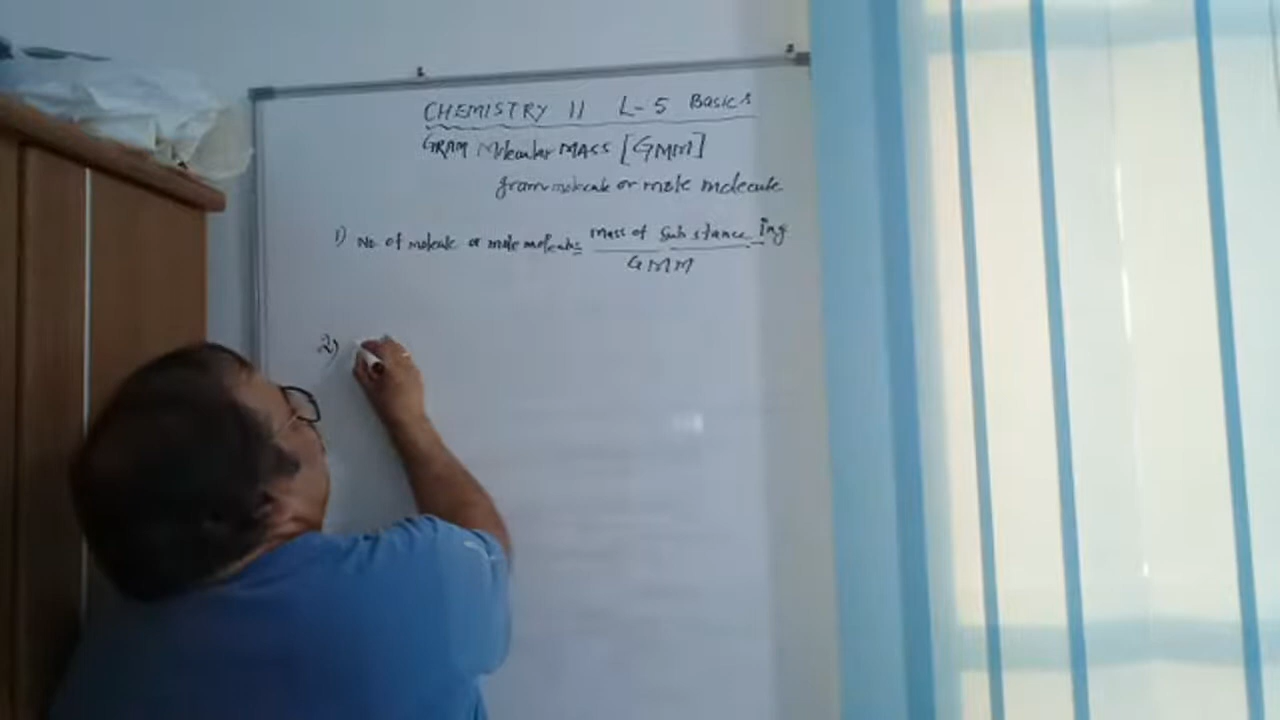 CHEMISTRY 11 L-5 Basics
GRAM Molecular MASS [GMM]
gram molecule or mole molecule
1) No. of molecule or mole molecule = mass of Substance in g
GMM
2)